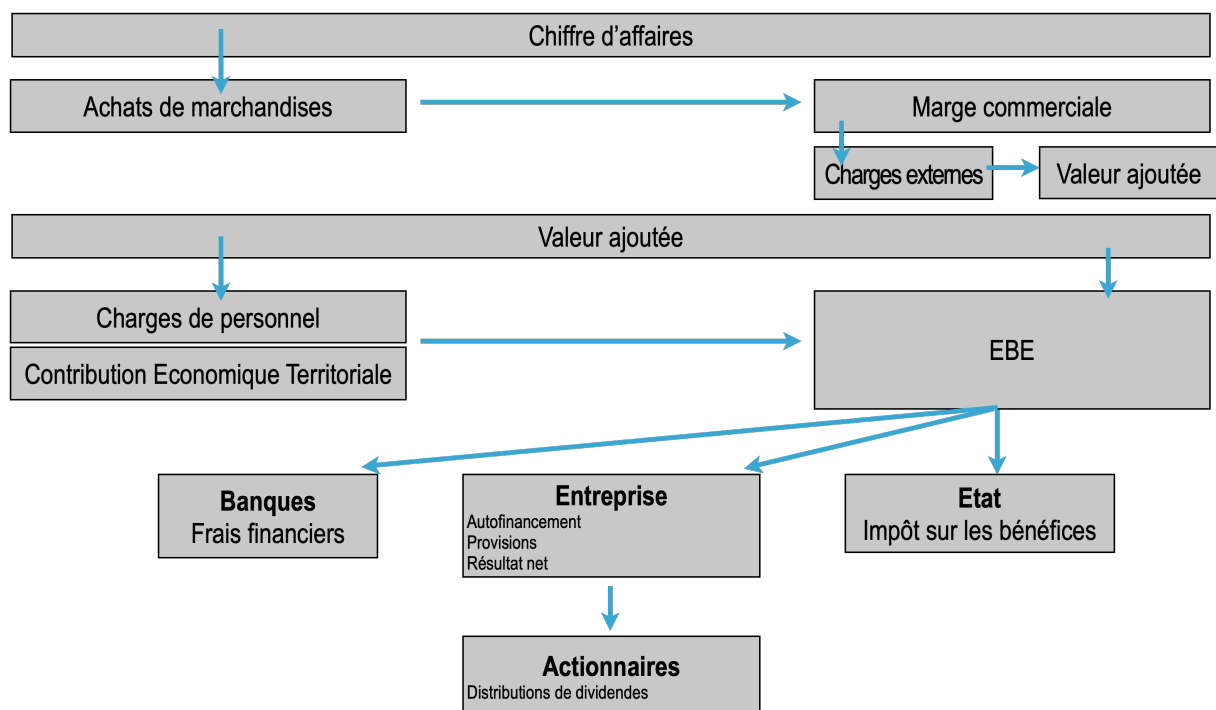 Chiffre d’affaires
Achats de marchandises
Marge commerciale
Charges externes
Valeur ajoutée
Valeur ajoutée
Charges de personnel
Contribution Economique Territoriale
EBE
Banques
Frais financiers
Entreprise
Autofinancement
Provisions
Résultat net
Etat
Impôt sur les bénéfices
Actionnaires
Distributions de dividendes